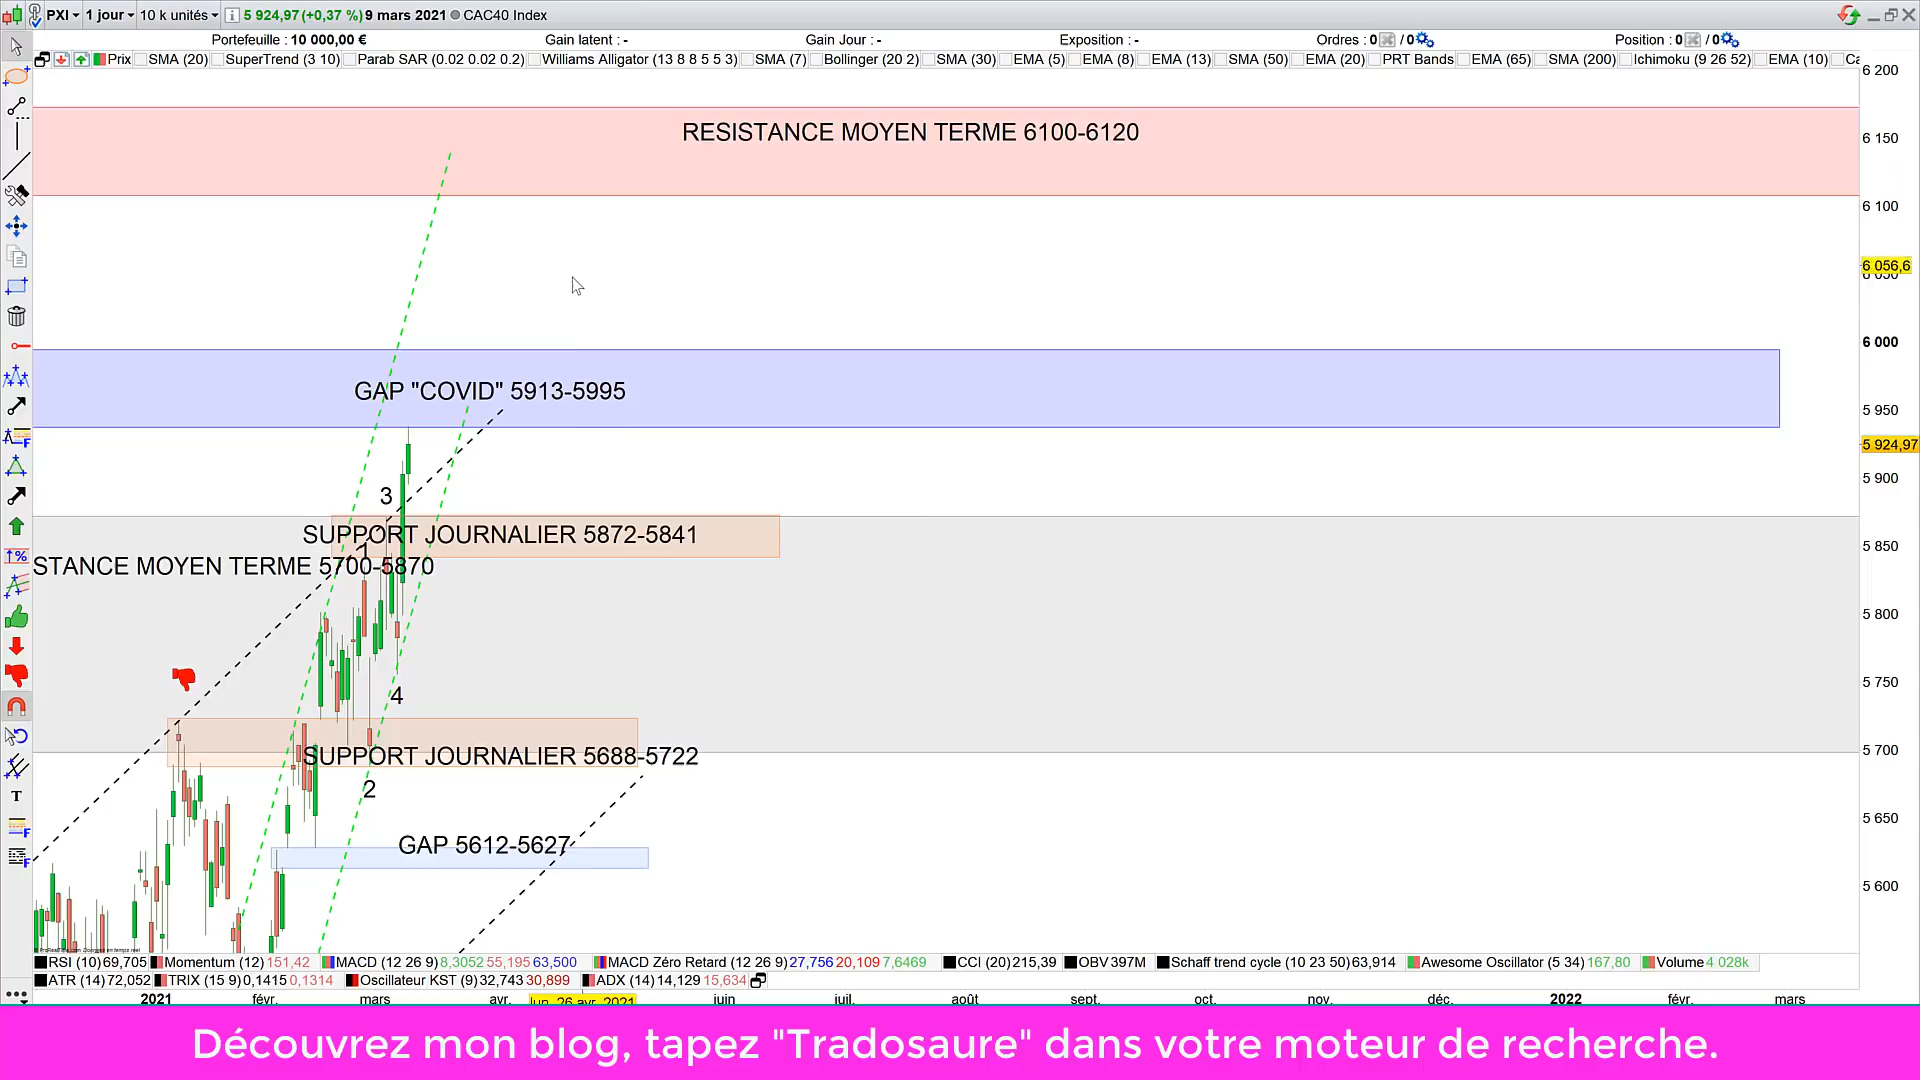 PXI 1 jour 10 k unités 5 924,97 (+0,37 %) 9 mars 2021 CAC40 Index
Portefeuille : 10 000,00 € Gain latent : - Gain Jour : - Exposition : - Ordres : 0 / 0 Position : 0 / 0
Prix SMA (20) SuperTrend (3 10) Parab SAR (0.02 0.02 0.2) Williams Alligator (13 8 8 5 5 3) SMA (7) Bollinger (20 2) SMA (30) EMA (5) EMA (8) EMA (13) SMA (50) EMA (20) PRT Bands EMA (65) SMA (200) Ichimoku (9 26 52) EMA (10)
6 200
RESISTANCE MOYEN TERME 6100-6120
6 150
6 100
6 056,6
6 000
GAP "COVID" 5913-5995
5 950
5 924,97
5 900
3
SUPPORT JOURNALIER 5872-5841
1
5 850
STANCE MOYEN TERME 5700-5870
5 800
5 750
4
5 700
SUPPORT JOURNALIER 5688-5722
2
5 650
GAP 5612-5627
5 600
RSI (10) 69,705 Momentum (12) 151,42 MACD (12 26 9) 8,3052 55,195 63,500 MACD Zéro Retard (12 26 9) 27,756 20,109 7,6469 CCI (20) 215,39 OBV 397M Schaff trend cycle (10 23 50) 63,914 Awesome Oscillator (5 34) 167,80 Volume 4 028k
ATR (14) 72,052 TRIX (15 9) 0,1415 0,1314 Oscillateur KST (9) 32,743 30,899 ADX (14) 14,129 15,634
2021 févr. mars avr. lun. 26 avr. 2021 juin juil. août sept. oct. nov. déc. 2022 févr. mars
Découvrez mon blog, tapez "Tradosaure" dans votre moteur de recherche.